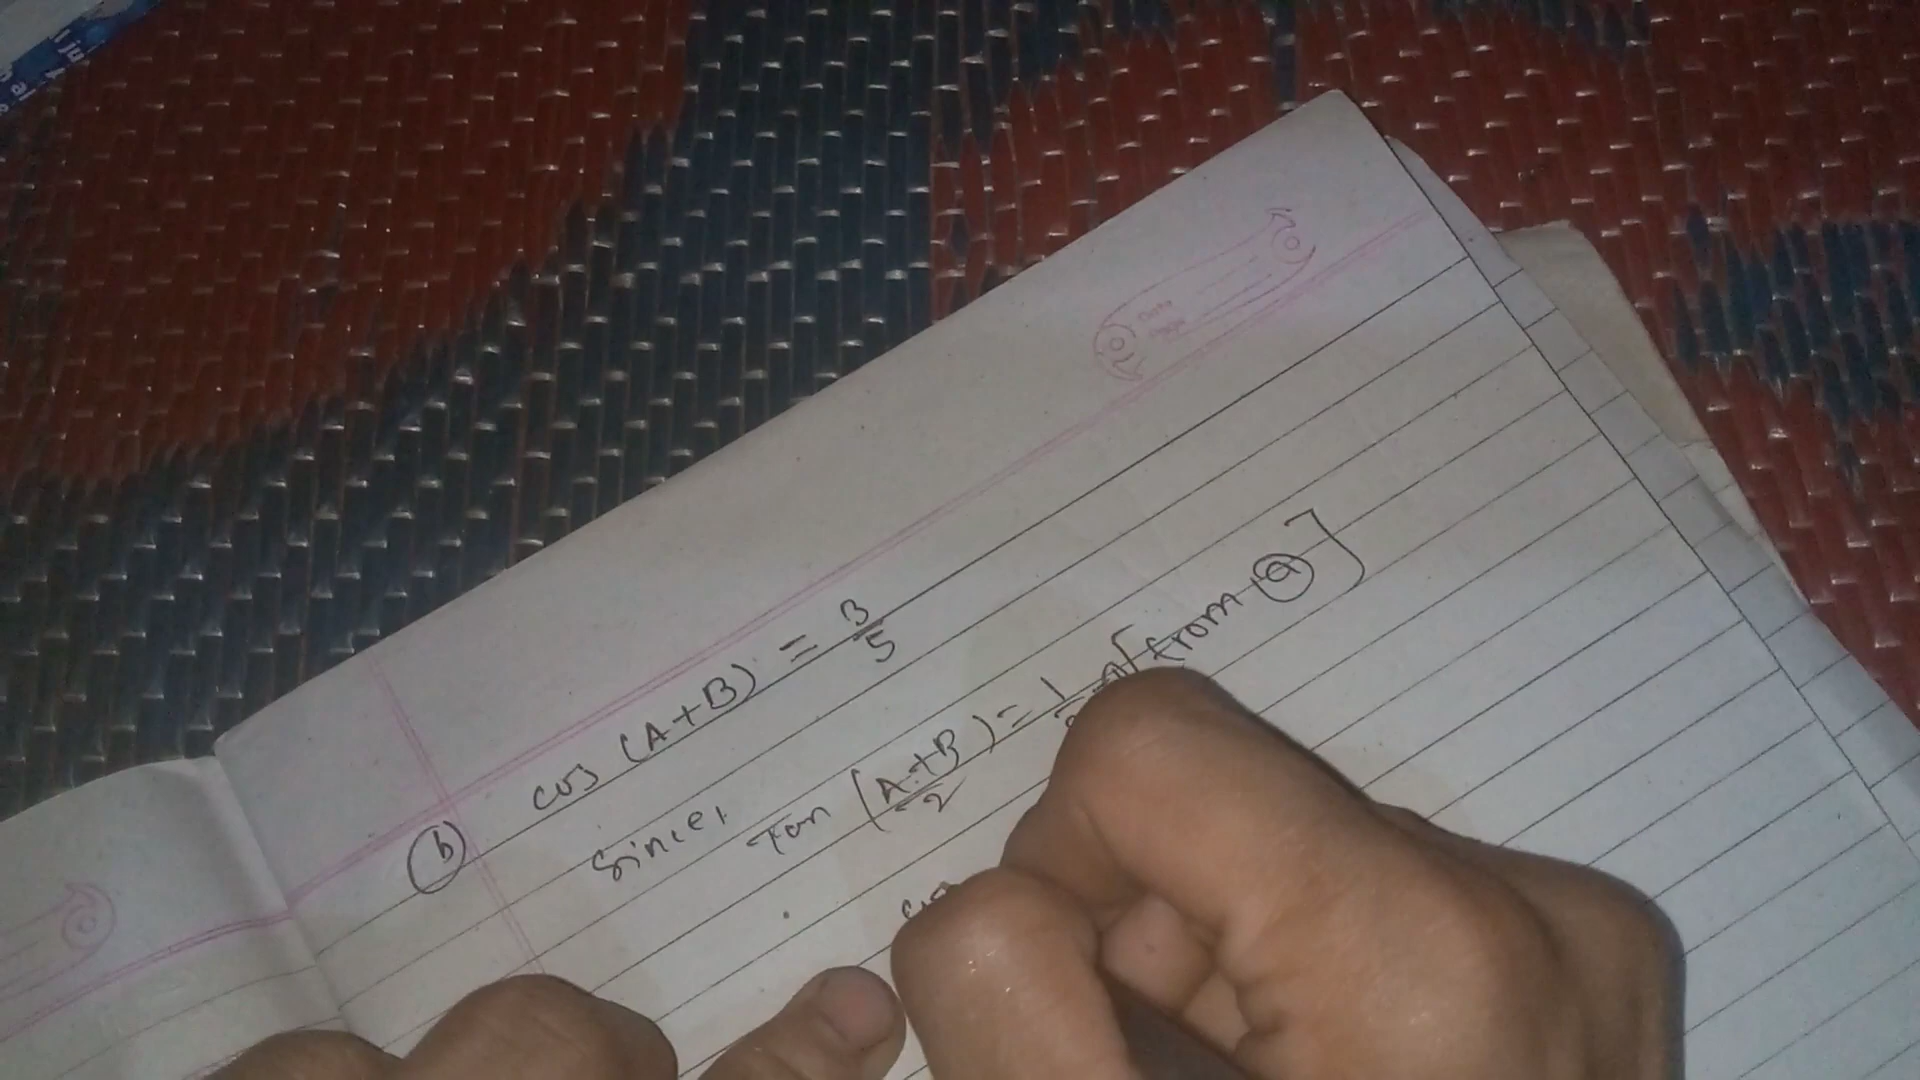 (b) cos (A+B) = 3/5
Since,
Tan (A+B/2) = 1/2 [from (a)]